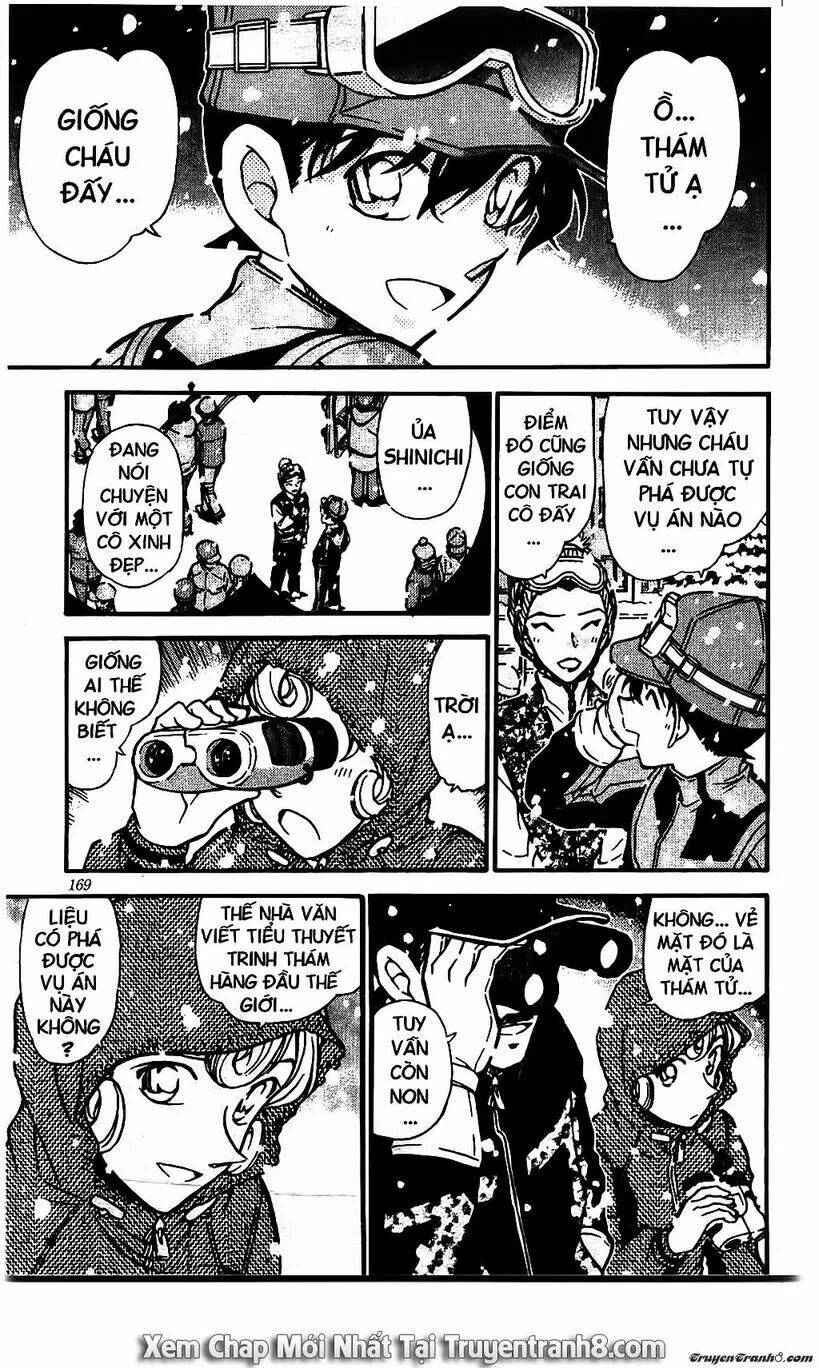 Ồ...
THÁM
TỬ Ạ
...
GIỐNG
CHÁU
ĐẤY...
TUY VẬY
NHƯNG CHÁU
VẪN CHƯA TỰ
PHÁ ĐƯỢC
VỤ ÁN NÀO
...
ĐIỂM
ĐÓ CŨNG
GIỐNG
CON TRAI
CÔ ĐẤY
...
ỦA
SHINICHI
...
ĐANG
NÓI
CHUYỆN
VỚI MỘT
CÔ XINH
ĐẸP...
TRỜI
Ạ...
GIỐNG
AI THẾ
KHÔNG
BIẾT
...
169
KHÔNG... VẺ
MẶT ĐÓ LÀ
MẶT CỦA
THÁM TỬ...
TUY
VẨN
CÒN
NON
...
THẾ NHÀ VĂN
VIẾT TIỂU THUYẾT
TRINH THÁM
HÀNG ĐẦU THẾ
GIỚI...
LIỆU
CÓ PHÁ
ĐƯỢC
VỤ ÁN
NÀY
KHÔNG
?
Xem Chap Mới Nhất Tại Truyentranh8.com
TruyenTranh8.com